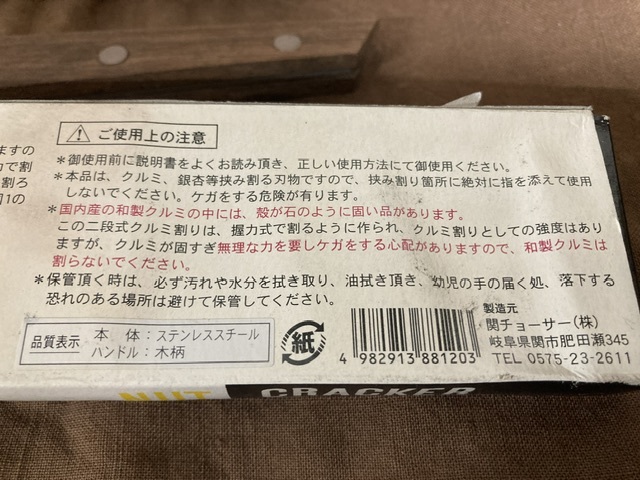 ますの
かで割
割ろ
⚠ ご使用上の注意
*御使用前に説明書をよくお読み頂き、正しい使用方法にて御使用ください。
*本品は、クルミ、銀杏等挟み割る刃物ですので、挟み割り箇所に絶対に指を添えて使用
しないでください。ケガをする危険が有ります。
*国内産の和製クルミの中には、殻が石のように固い品があります。
この二段式クルミ割りは、握力式で割るように作られ、クルミ割りとしての強度はあり
ますが、クルミが固すぎ無理な力を要しケガをする心配がありますので、和製クルミは
割らないでください。
*保管頂く時は、必ず汚れや水分を拭き取り、油拭き頂き、幼児の手の届く処、落下する
恐れのある場所は避けて保管してください。
品質表示
本 体:ステンレススチール
ハンドル:木柄
紙
4 982913 881203
製造元
関チョーサー(株)
岐阜県関市肥田瀬345
TEL 0575-23-2611
NUT CRACKER